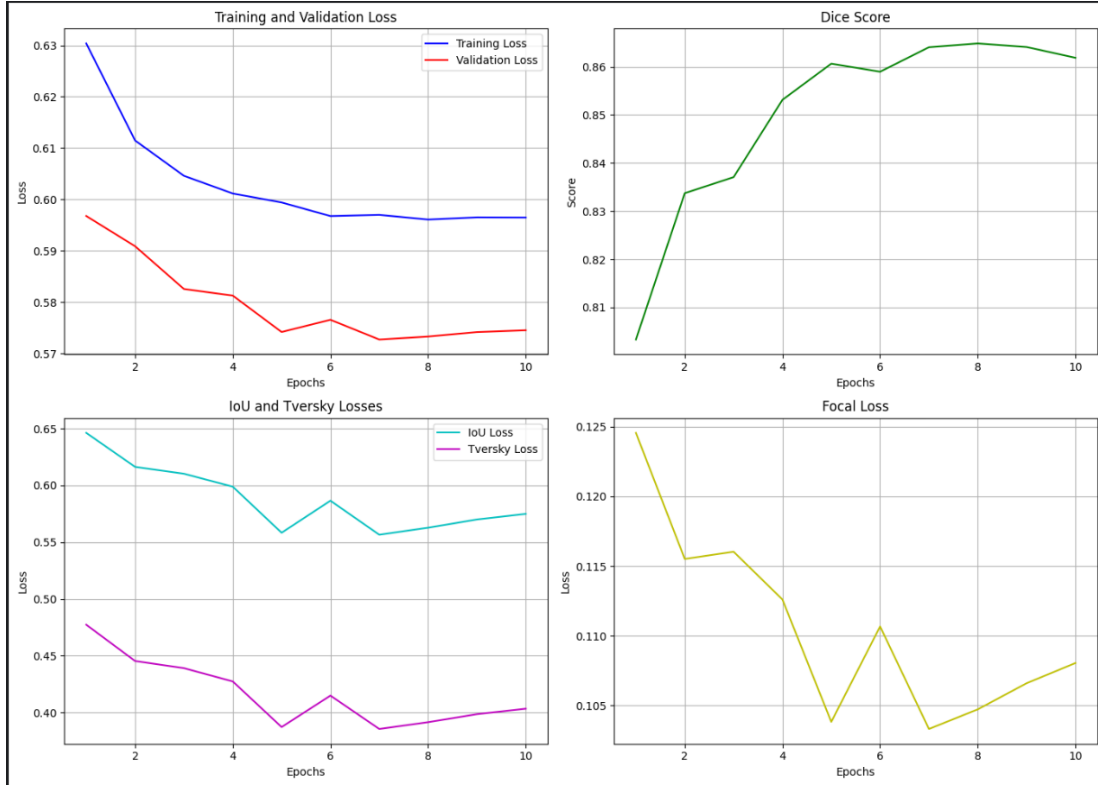 Training and Validation Loss
Training Loss
Validation Loss
0.63
0.62
0.61
0.60
0.59
0.58
0.57
Loss
2
4
6
8
10
Epochs
Dice Score
0.86
0.85
0.84
0.83
0.82
0.81
Score
2
4
6
8
10
Epochs
IoU and Tversky Losses
IoU Loss
Tversky Loss
0.65
0.60
0.55
0.50
0.45
0.40
Loss
2
4
6
8
10
Epochs
Focal Loss
0.125
0.120
0.115
0.110
0.105
Loss
2
4
6
8
10
Epochs